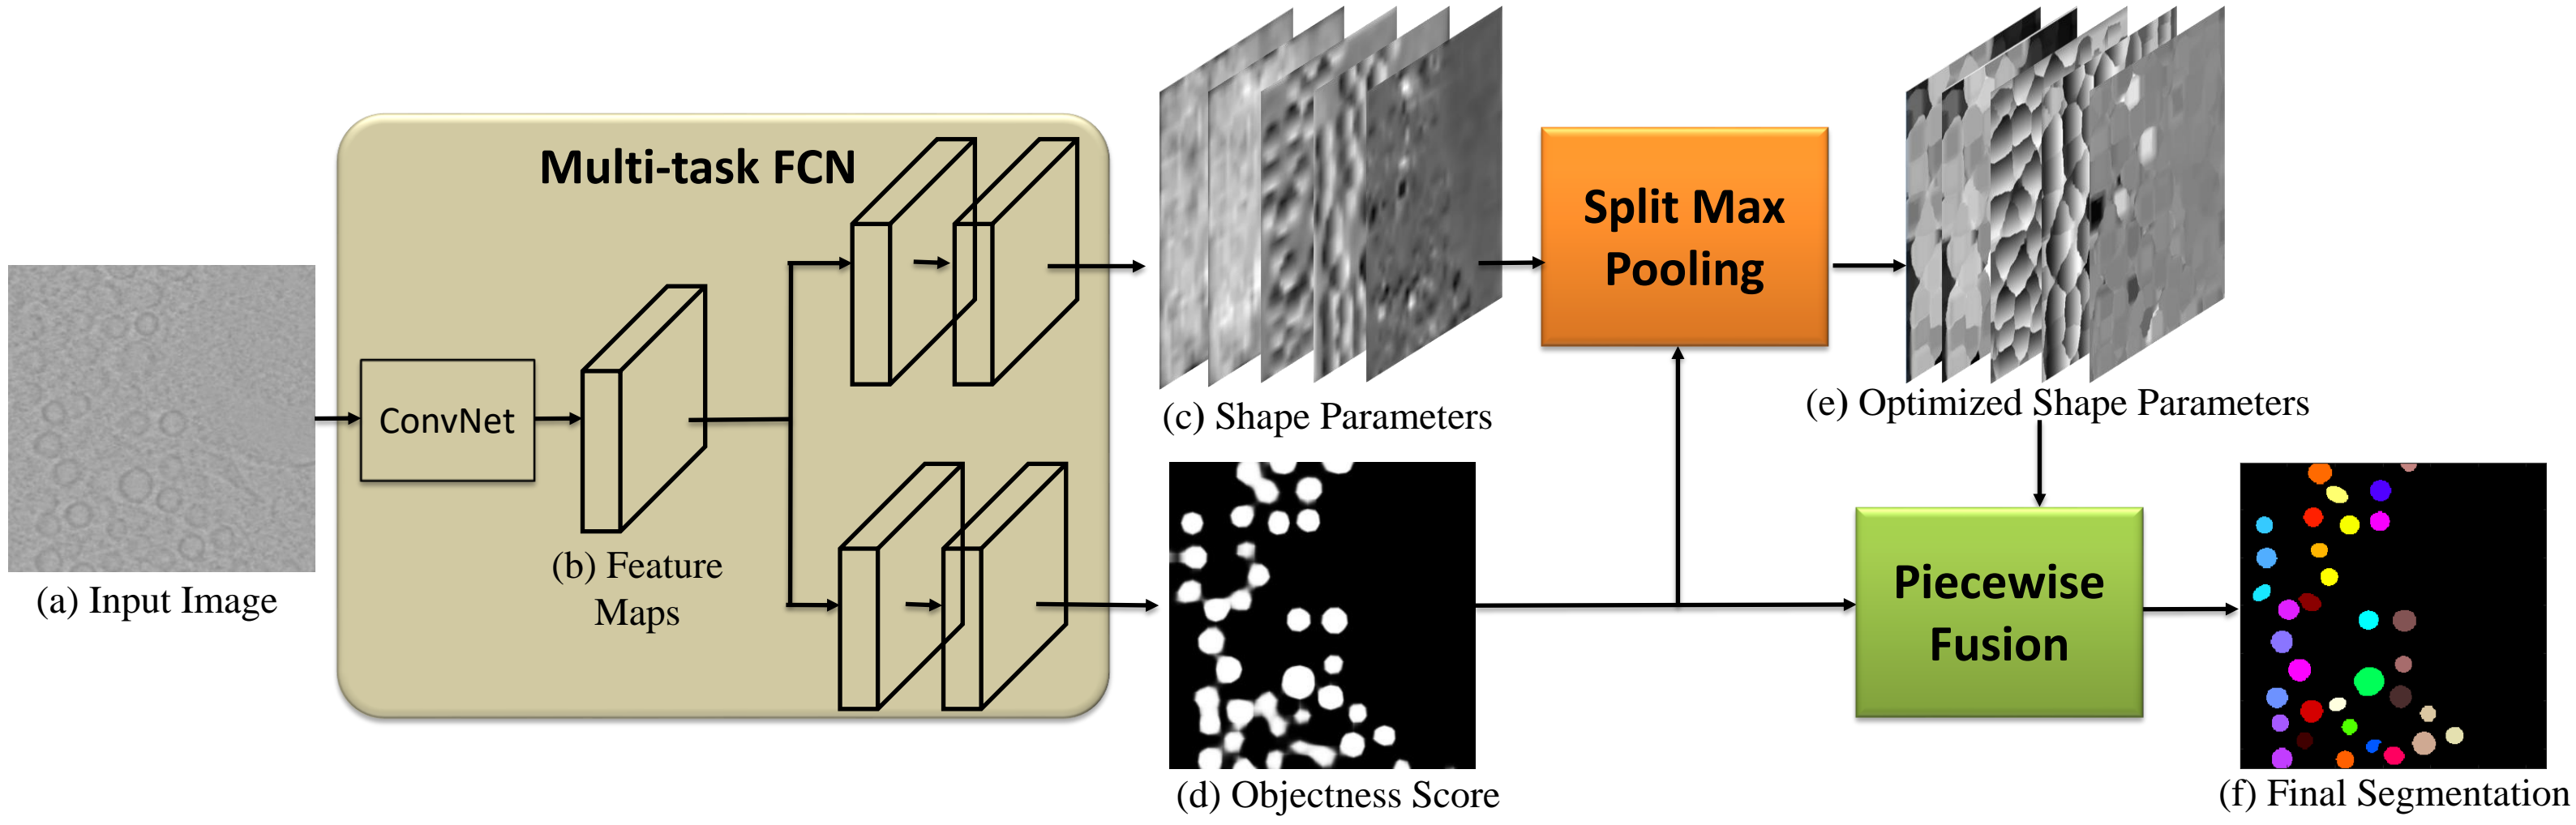 Multi-task FCN
ConvNet
(a) Input Image
(b) Feature
Maps
(c) Shape Parameters
(d) Objectness Score
Split Max
Pooling
(e) Optimized Shape Parameters
Piecewise
Fusion
(f) Final Segmentation